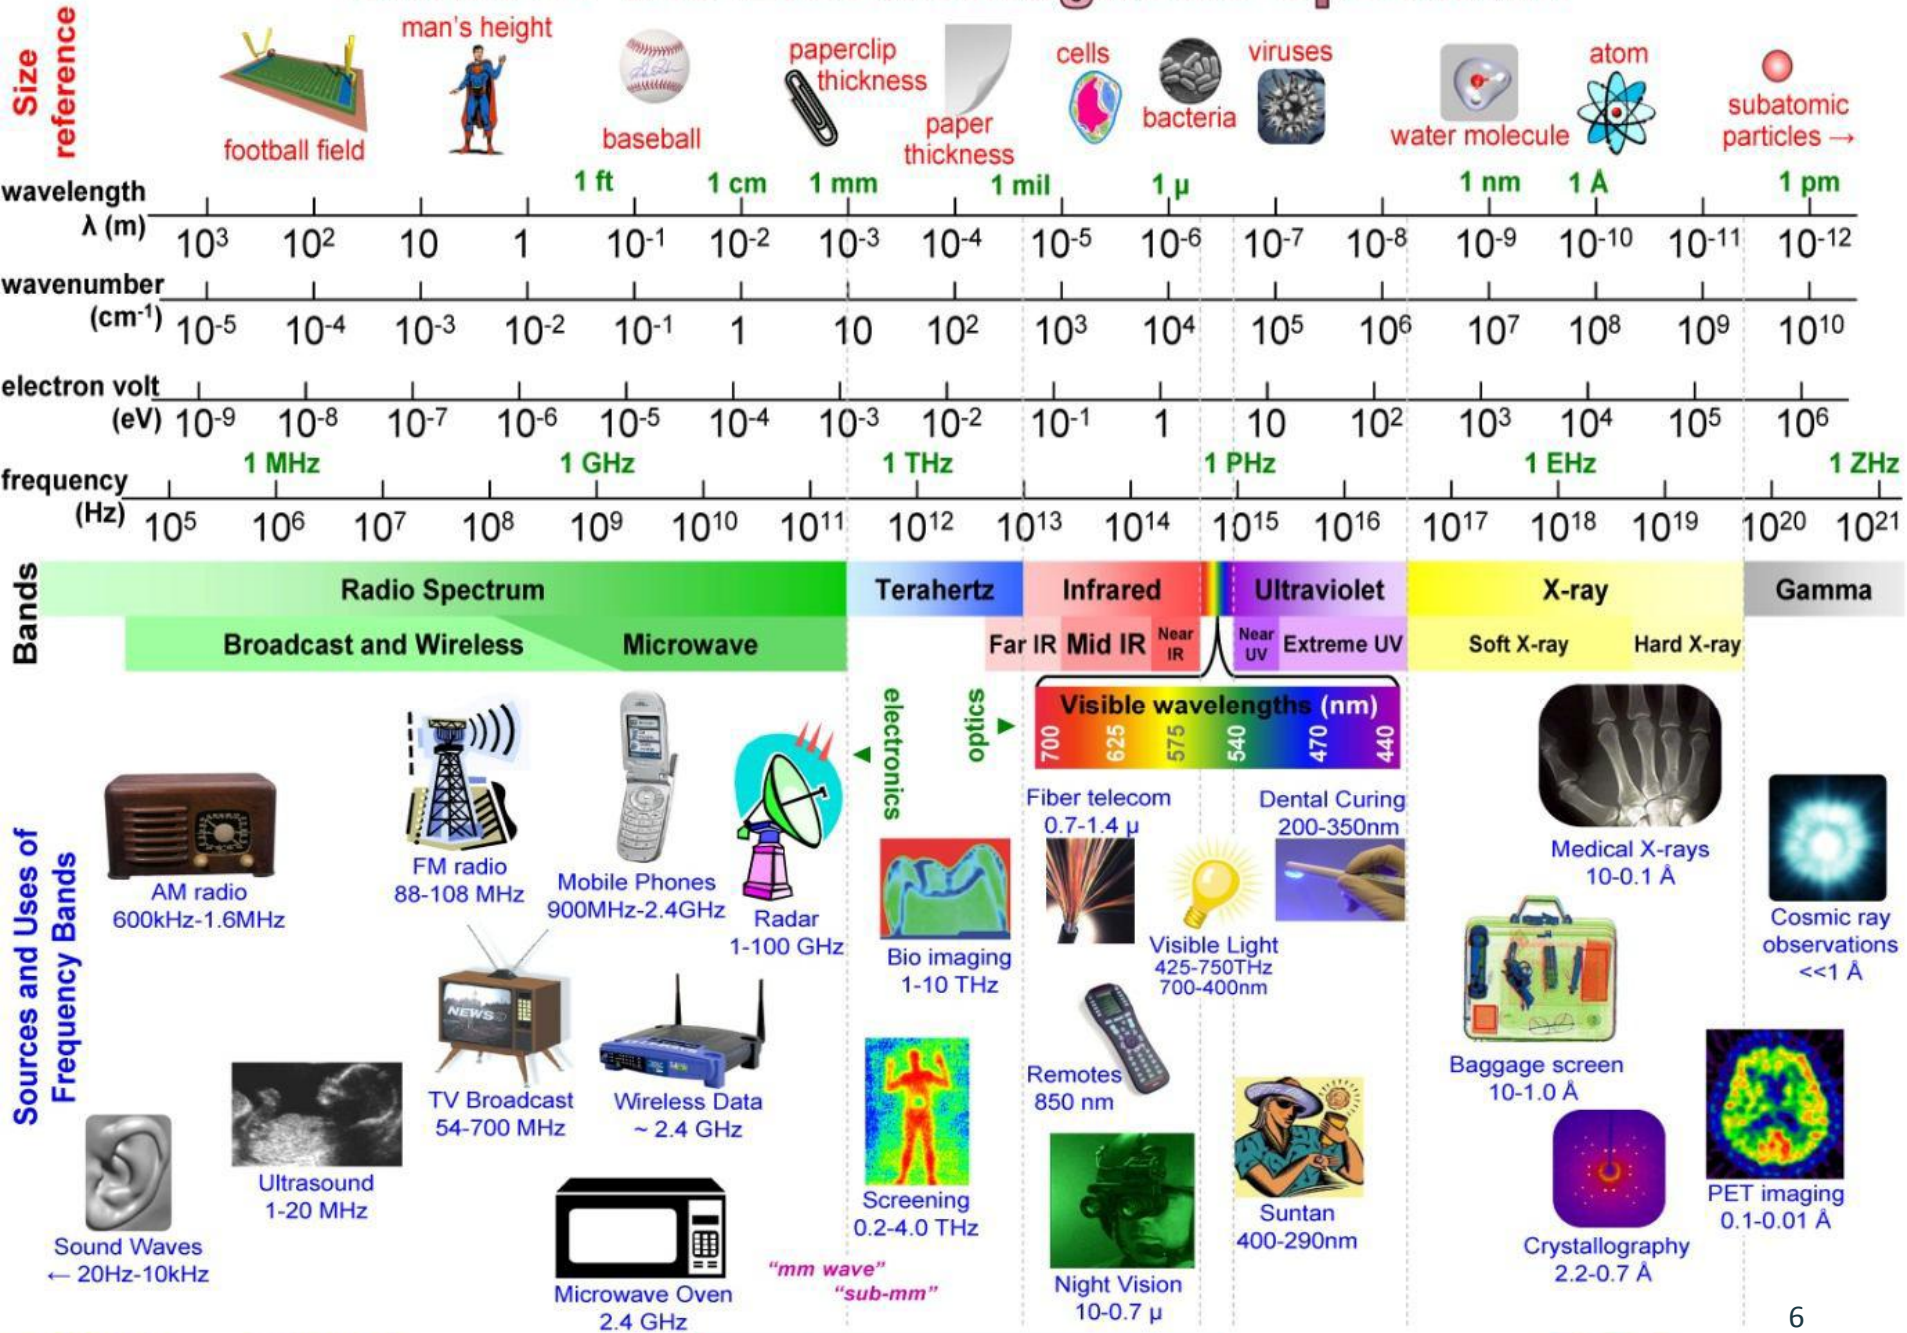 Size
reference
football field
man's height
baseball
paperclip
thickness
paper
thickness
cells
bacteria
viruses
water molecule
atom
subatomic
particles →
1 ft
1 cm
1 mm
1 mil
1 µ
1 nm
1 Å
1 pm
wavelength
λ (m)
10³ 10² 10 1 10⁻¹ 10⁻² 10⁻³ 10⁻⁴ 10⁻⁵ 10⁻⁶ 10⁻⁷ 10⁻⁸ 10⁻⁹ 10⁻¹⁰ 10⁻¹¹ 10⁻¹²
wavenumber
(cm⁻¹)
10⁻⁵ 10⁻⁴ 10⁻³ 10⁻² 10⁻¹ 1 10 10² 10³ 10⁴ 10⁵ 10⁶ 10⁷ 10⁸ 10⁹ 10¹⁰
electron volt
(eV)
10⁻⁹ 10⁻⁸ 10⁻⁷ 10⁻⁶ 10⁻⁵ 10⁻⁴ 10⁻³ 10⁻² 10⁻¹ 1 10 10² 10³ 10⁴ 10⁵ 10⁶
1 MHz
1 GHz
1 THz
1 PHz
1 EHz
1 ZHz
frequency
(Hz)
10⁵ 10⁶ 10⁷ 10⁸ 10⁹ 10¹⁰ 10¹¹ 10¹² 10¹³ 10¹⁴ 10¹⁵ 10¹⁶ 10¹⁷ 10¹⁸ 10¹⁹ 10²⁰ 10²¹
Bands
Radio Spectrum
Terahertz
Infrared
Ultraviolet
X-ray
Gamma
Broadcast and Wireless
Microwave
Far IR
Mid IR
Near
IR
Near
UV
Extreme UV
Soft X-ray
Hard X-ray
electronics
optics
Visible wavelengths (nm)
700
625
575
540
470
440
Sources and Uses of
Frequency Bands
AM radio
600kHz-1.6MHz
FM radio
88-108 MHz
Mobile Phones
900MHz-2.4GHz
Radar
1-100 GHz
Bio imaging
1-10 THz
Fiber telecom
0.7-1.4 µ
Visible Light
425-750THz
700-400nm
Dental Curing
200-350nm
Medical X-rays
10-0.1 Å
Cosmic ray
observations
<<1 Å
Sound Waves
← 20Hz-10kHz
Ultrasound
1-20 MHz
NEWS
TV Broadcast
54-700 MHz
Wireless Data
~ 2.4 GHz
Microwave Oven
2.4 GHz
"mm wave"
"sub-mm"
Screening
0.2-4.0 THz
Remotes
850 nm
Night Vision
10-0.7 µ
Suntan
400-290nm
Baggage screen
10-1.0 Å
Crystallography
2.2-0.7 Å
PET imaging
0.1-0.01 Å
6